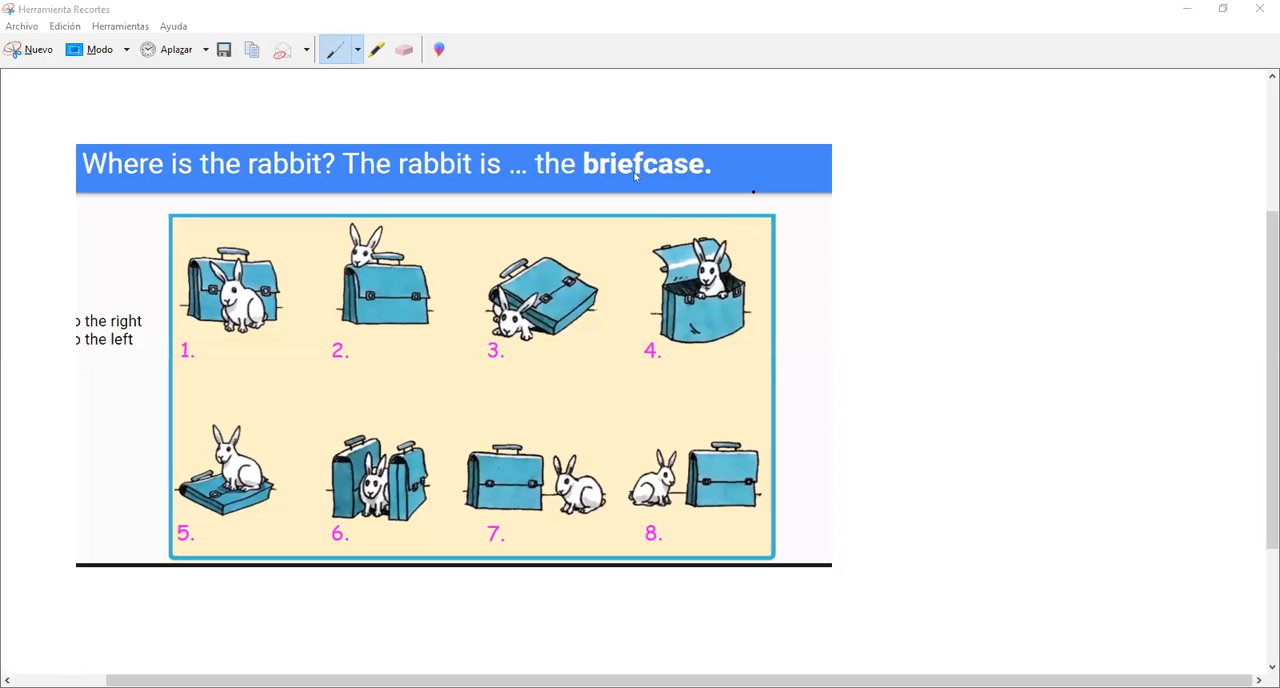 Herramienta Recortes
Archivo Edición Herramientas Ayuda
Nuevo Modo Aplazar
Where is the rabbit? The rabbit is ... the briefcase.
the right
the left
1. 2. 3. 4.
5. 6. 7. 8.